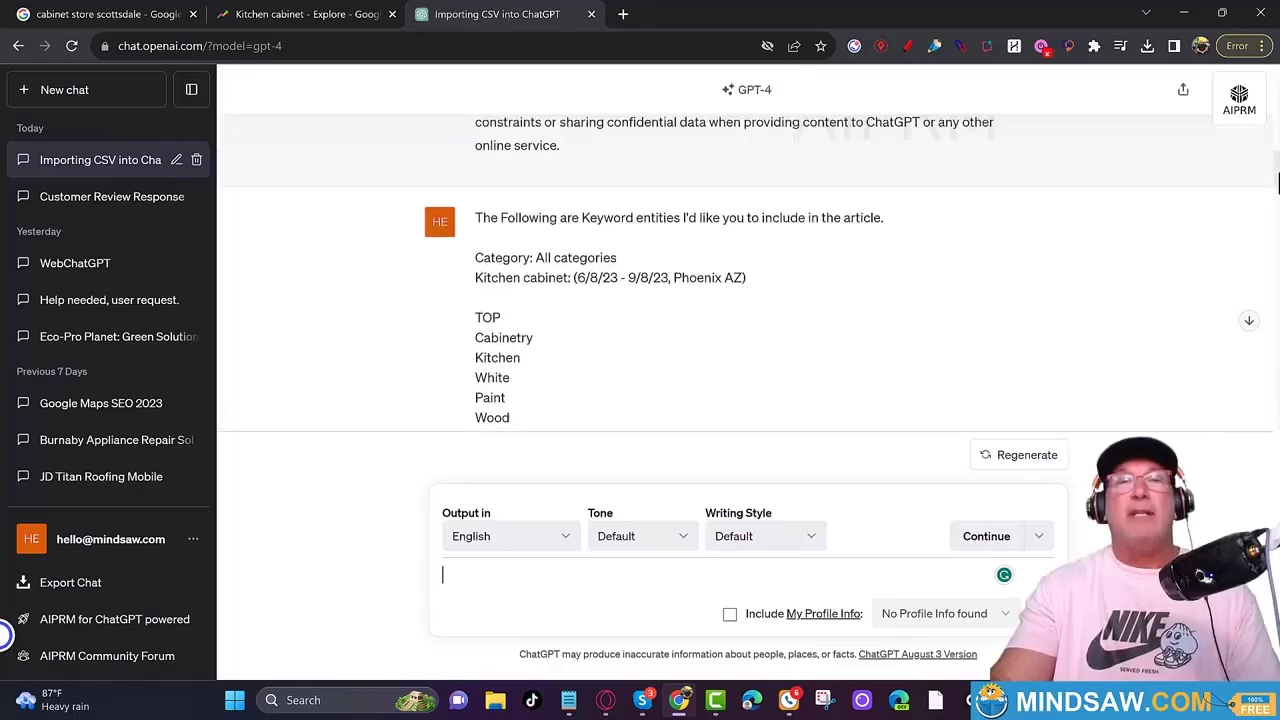 cabinet store scottsdale - Google
Kitchen cabinet - Explore - Goog
Importing CSV into ChatGPT
chat.openai.com/?model=gpt-4
Error
New chat
GPT-4
AIPRM
Today
Importing CSV into Cha
Customer Review Response
Yesterday
WebChatGPT
Help needed, user request.
Eco-Pro Planet: Green Solution
Previous 7 Days
Google Maps SEO 2023
Burnaby Appliance Repair Sol
JD Titan Roofing Mobile
HE hello@mindsaw.com
Export Chat
AIPRM for ChatGPT powered
AIPRM Community Forum
constraints or sharing confidential data when providing content to ChatGPT or any other
online service.
HE
The Following are Keyword entities I'd like you to include in the article.
Category: All categories
Kitchen cabinet: (6/8/23 - 9/8/23, Phoenix AZ)
TOP
Cabinetry
Kitchen
White
Paint
Wood
Regenerate
Output in Tone Writing Style
English Default Default Continue
Include My Profile Info: No Profile Info found
ChatGPT may produce inaccurate information about people, places, or facts. ChatGPT August 3 Version
NIKE
SERVED FRESH
87°F
Heavy rain
Search
3
6
DEV
MINDSAW.COM
100%
FREE